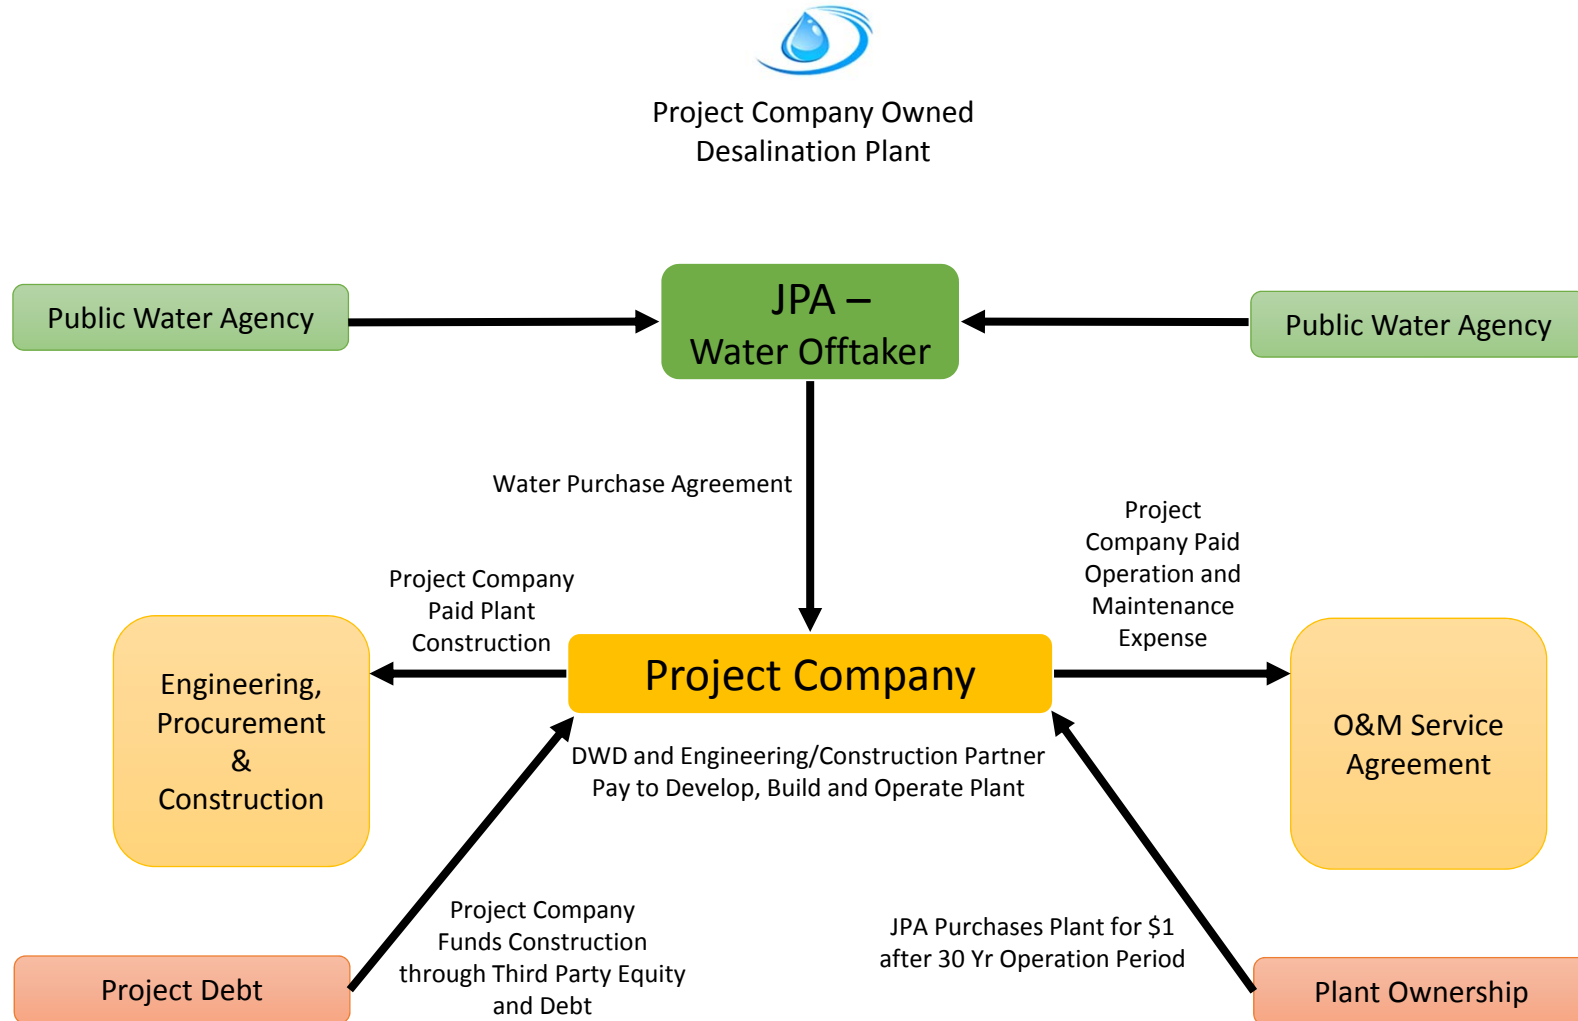 Project Company Owned
Desalination Plant
Public Water Agency
JPA –
Water Offtaker
Public Water Agency
Water Purchase Agreement
Project
Company Paid
Operation and
Maintenance
Expense
Project Company
Paid Plant
Construction
Engineering,
Procurement
&
Construction
Project Company
O&M Service
Agreement
DWD and Engineering/Construction Partner
Pay to Develop, Build and Operate Plant
Project Company
Funds Construction
through Third Party Equity
and Debt
JPA Purchases Plant for $1
after 30 Yr Operation Period
Project Debt
Plant Ownership